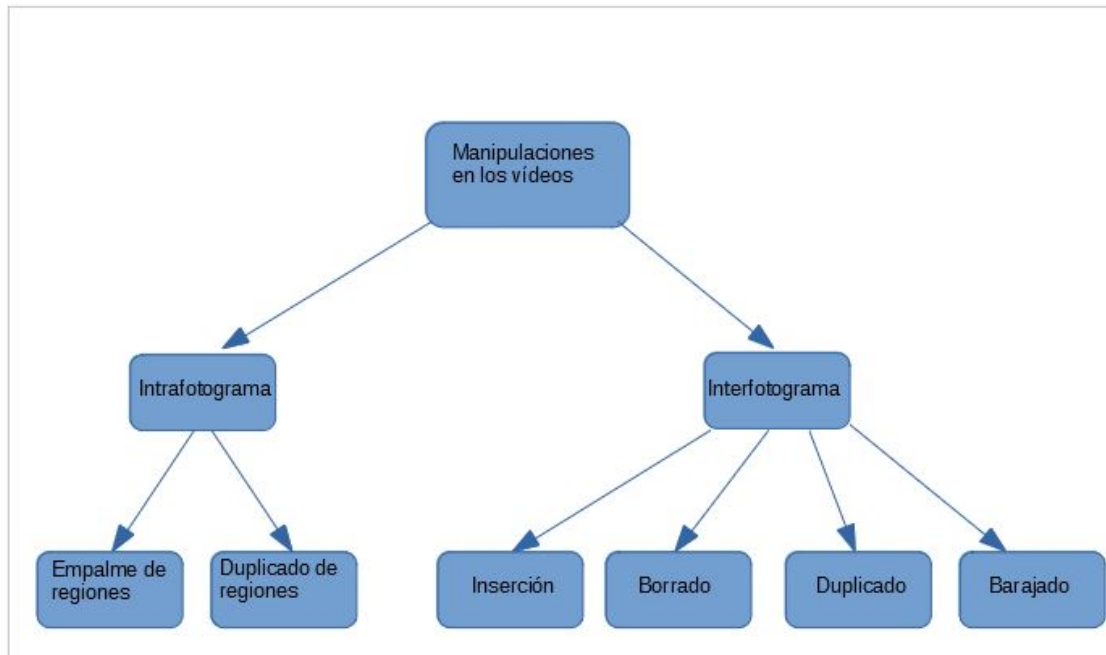 Manipulaciones
en los vídeos
Intrafotograma
Interfotograma
Empalme de
regiones
Duplicado de
regiones
Inserción
Borrado
Duplicado
Barajado